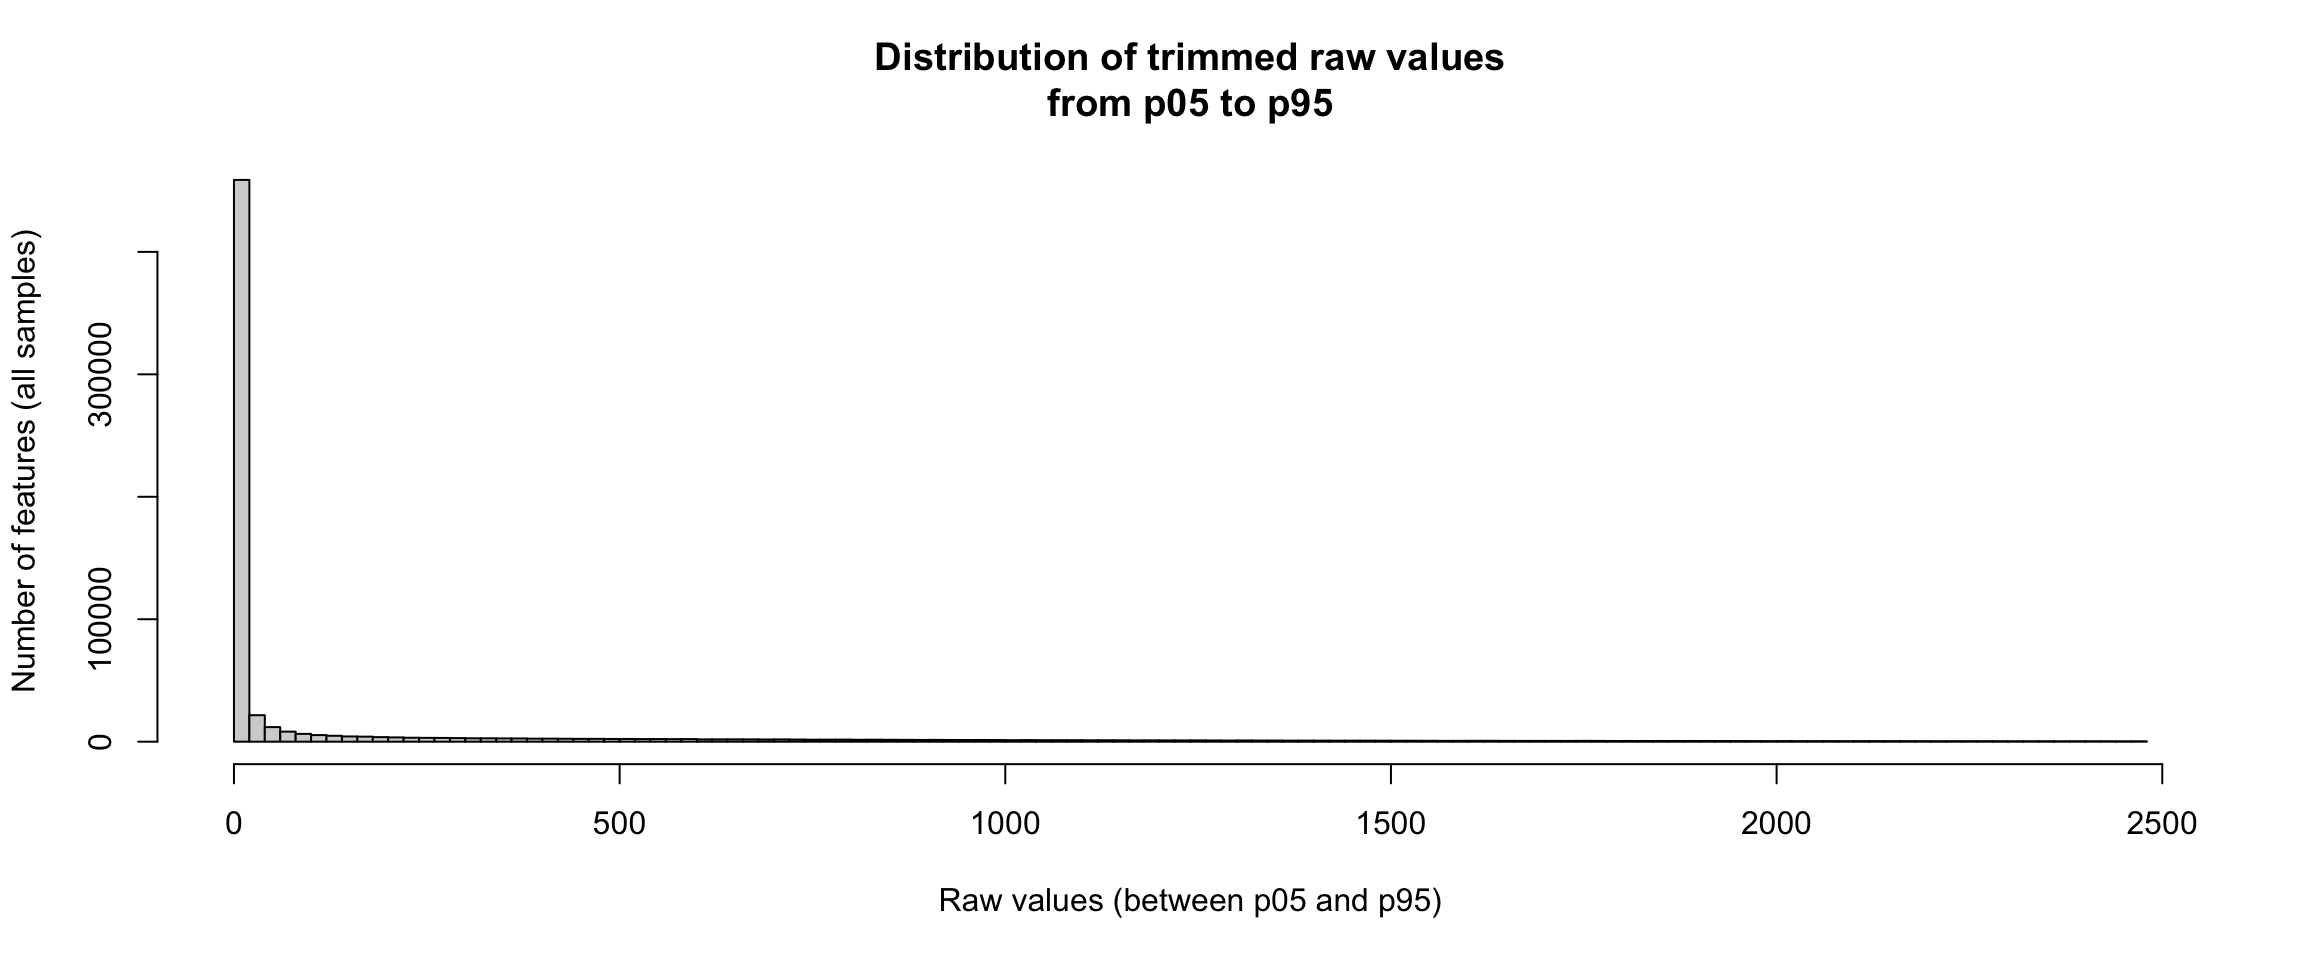 Distribution of trimmed raw values
from p05 to p95
Number of features (all samples)
300000
100000
0
0 500 1000 1500 2000 2500
Raw values (between p05 and p95)